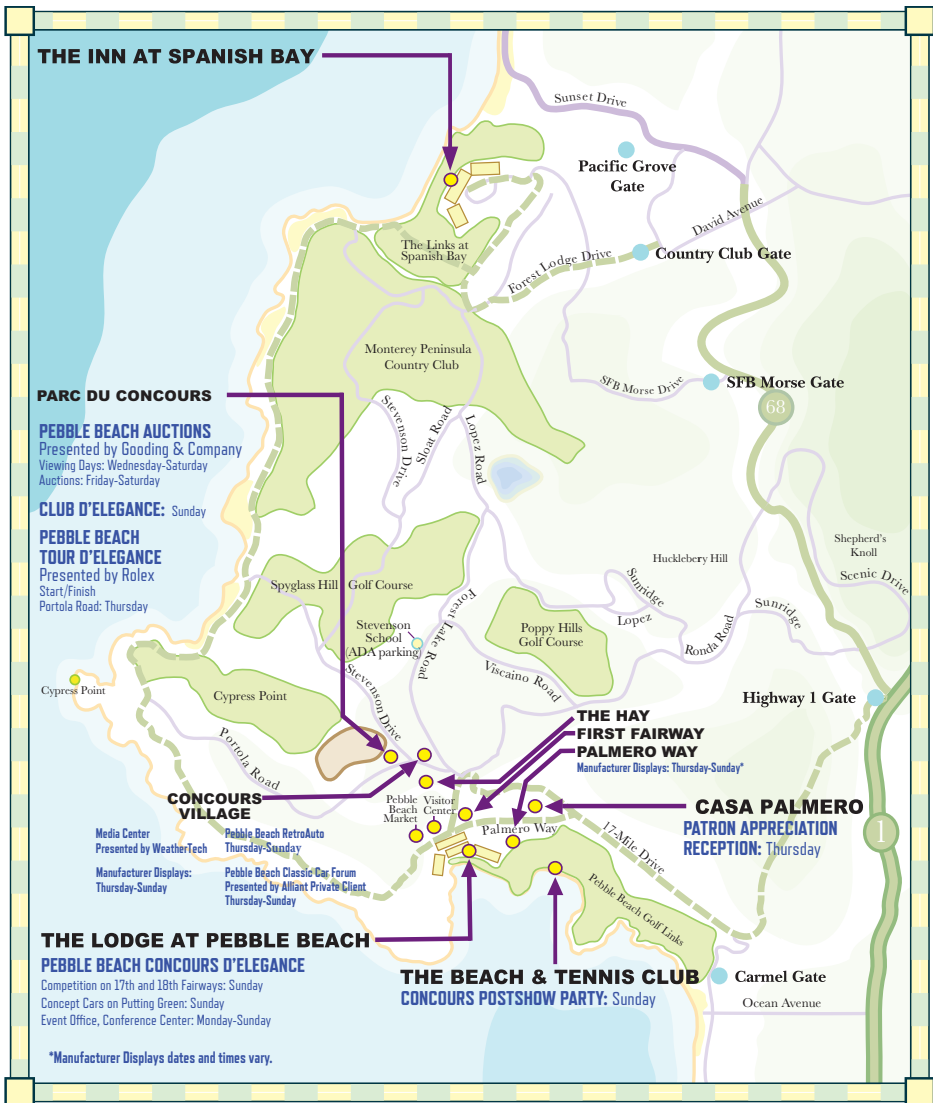 THE INN AT SPANISH BAY
Sunset Drive
Pacific Grove
Gate
David Avenue
The Links at
Spanish Bay
Forest Lodge Drive
Country Club Gate
Monterey Peninsula
Country Club
SFB Morse Drive
SFB Morse Gate
68
PARC DU CONCOURS
PEBBLE BEACH AUCTIONS
Presented by Gooding & Company
Viewing Days: Wednesday-Saturday
Auctions: Friday-Saturday
CLUB D'ELEGANCE: Sunday
PEBBLE BEACH
TOUR D'ELEGANCE
Presented by Rolex
Start/Finish
Portola Road: Thursday
Stevenson Drive
Sloat Road
Lopez Road
Shepherd's
Knoll
Scenic Drive
Hucklebery Hill
Spyglass Hill Golf Course
Sunridge
Lopez
Sunridge
Ronda Road
Stevenson
School
(ADA parking)
Forest Lake Road
Poppy Hills
Golf Course
Viscaino Road
Stevenson Drive
Cypress Point
Cypress Point
Portola Road
Highway 1 Gate
THE HAY
FIRST FAIRWAY
PALMERO WAY
Manufacturer Displays: Thursday-Sunday*
CONCOURS
VILLAGE
Media Center
Presented by WeatherTech
Manufacturer Displays:
Thursday-Sunday
Pebble Beach RetroAuto
Thursday-Sunday
Pebble Beach Classic Car Forum
Presented by Alliant Private Client
Thursday-Sunday
Pebble
Beach
Market
Visitor
Center
Palmero Way
17-Mile Drive
CASA PALMERO
PATRON APPRECIATION
RECEPTION: Thursday
1
Pebble Beach Golf Links
THE LODGE AT PEBBLE BEACH
PEBBLE BEACH CONCOURS D'ELEGANCE
Competition on 17th and 18th Fairways: Sunday
Concept Cars on Putting Green: Sunday
Event Office, Conference Center: Monday-Sunday
THE BEACH & TENNIS CLUB
CONCOURS POSTSHOW PARTY: Sunday
Carmel Gate
Ocean Avenue
*Manufacturer Displays dates and times vary.